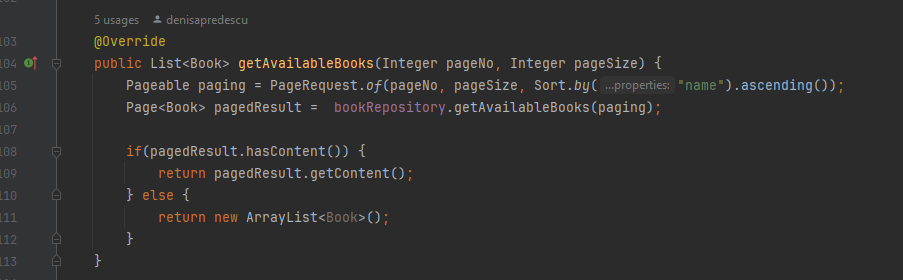 5 usages denisapredescu
103 @Override
104 public List<Book> getAvailableBooks(Integer pageNo, Integer pageSize) {
105 Pageable paging = PageRequest.of(pageNo, pageSize, Sort.by( ...properties: "name").ascending());
106 Page<Book> pagedResult =  bookRepository.getAvailableBooks(paging);
107
108 if(pagedResult.hasContent()) {
109 return pagedResult.getContent();
110 } else {
111 return new ArrayList<Book>();
112 }
113 }